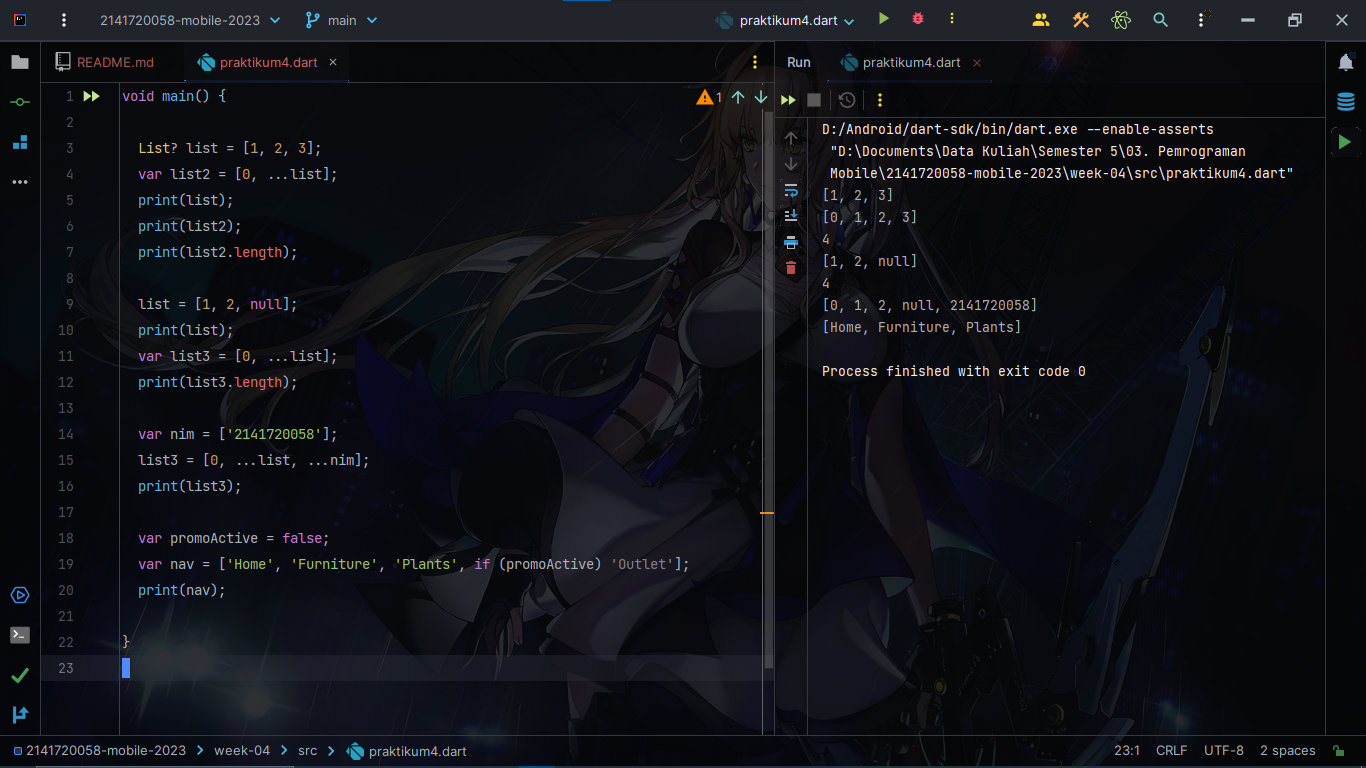 2141720058-mobile-2023
main
praktikum4.dart
README.md
praktikum4.dart
Run
praktikum4.dart
1
1 void main() {
2
3 List? list = [1, 2, 3];
4 var list2 = [0, ...list];
5 print(list);
6 print(list2);
7 print(list2.length);
8
9 list = [1, 2, null];
10 print(list);
11 var list3 = [0, ...list];
12 print(list3.length);
13
14 var nim = ['2141720058'];
15 list3 = [0, ...list, ...nim];
16 print(list3);
17
18 var promoActive = false;
19 var nav = ['Home', 'Furniture', 'Plants', if (promoActive) 'Outlet'];
20 print(nav);
21
22 }
23
D:/Android/dart-sdk/bin/dart.exe --enable-asserts
"D:\Documents\Data Kuliah\Semester 5\03. Pemrograman
Mobile\2141720058-mobile-2023\week-04\src\praktikum4.dart"
[1, 2, 3]
[0, 1, 2, 3]
4
[1, 2, null]
4
[0, 1, 2, null, 2141720058]
[Home, Furniture, Plants]
Process finished with exit code 0
2141720058-mobile-2023 > week-04 > src > praktikum4.dart
23:1 CRLF UTF-8 2 spaces